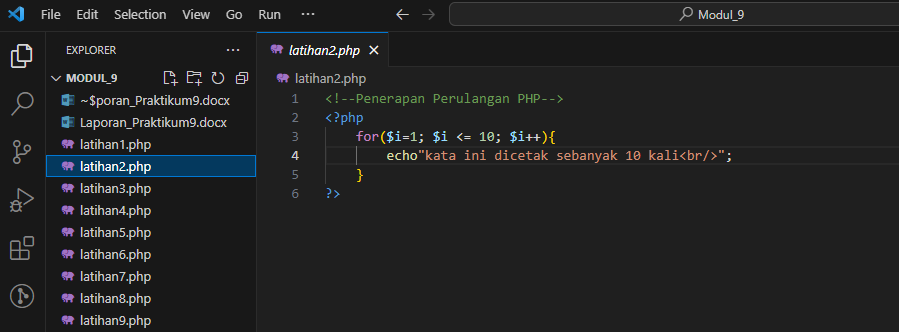 File Edit Selection View Go Run ... Modul_9
EXPLORER ...
MODUL_9
~$poran_Praktikum9.docx
Laporan_Praktikum9.docx
latihan1.php
latihan2.php
latihan3.php
latihan4.php
latihan5.php
latihan6.php
latihan7.php
latihan8.php
latihan9.php
latihan2.php
latihan2.php
1 <!--Penerapan Perulangan PHP-->
2 <?php
3 for($i=1; $i <= 10; $i++){
4 echo"kata ini dicetak sebanyak 10 kali<br/>";
5 }
6 ?>